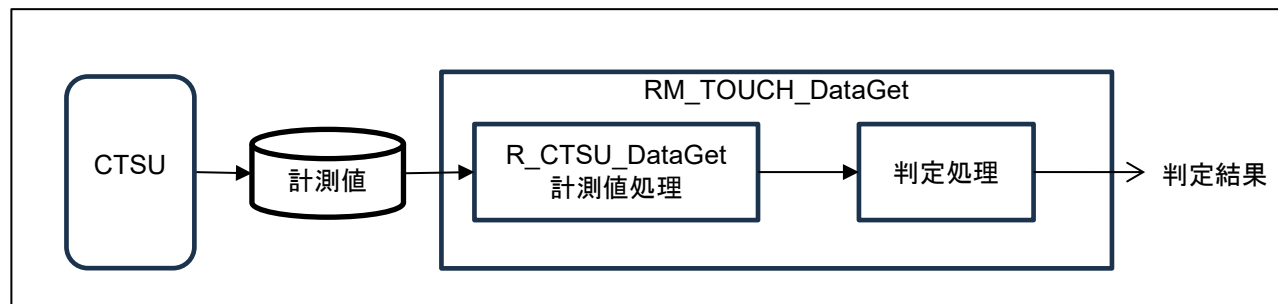 RM_TOUCH_DataGet
CTSU
計測値
R_CTSU_DataGet
計測値処理
判定処理
判定結果